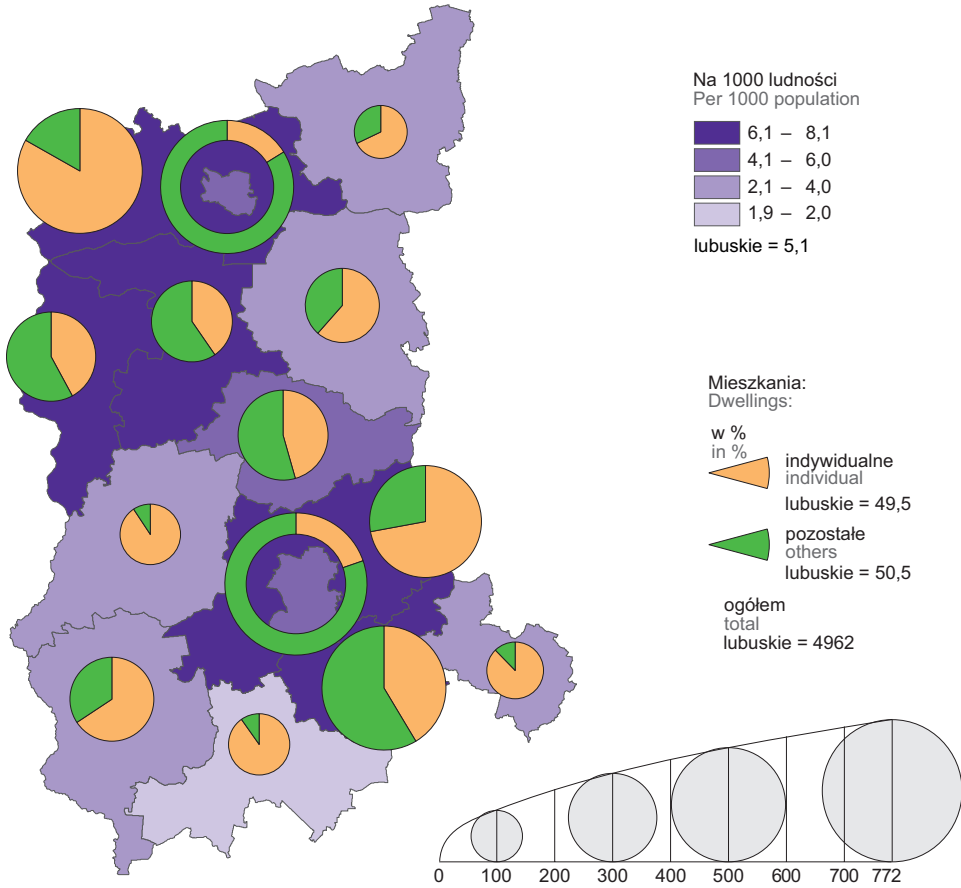 Na 1000 ludności
Per 1000 population
6,1 – 8,1
4,1 – 6,0
2,1 – 4,0
1,9 – 2,0
lubuskie = 5,1
Mieszkania:
Dwellings:
w %
in %
indywidualne
individual
lubuskie = 49,5
pozostałe
others
lubuskie = 50,5
ogółem
total
lubuskie = 4962
0 100 200 300 400 500 600 700 772